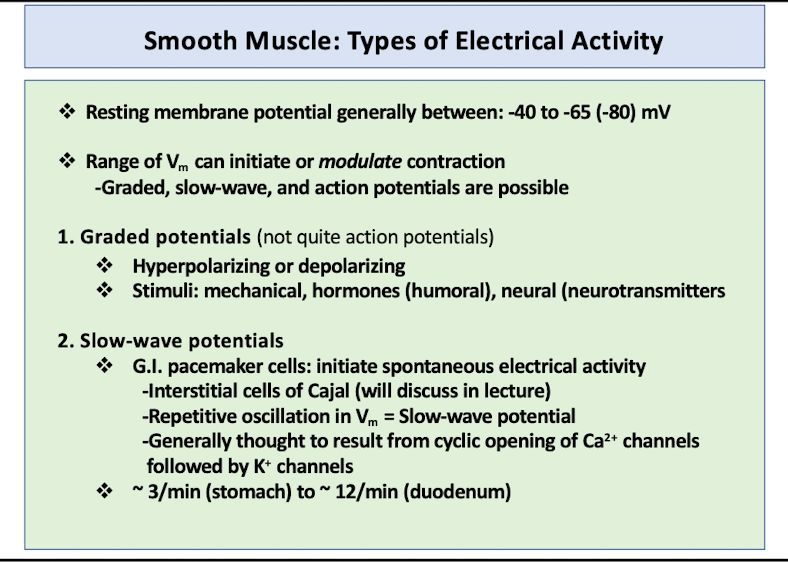 Smooth Muscle: Types of Electrical Activity
❖ Resting membrane potential generally between: -40 to -65 (-80) mV
❖ Range of Vm can initiate or modulate contraction
-Graded, slow-wave, and action potentials are possible
1. Graded potentials (not quite action potentials)
❖ Hyperpolarizing or depolarizing
❖ Stimuli: mechanical, hormones (humoral), neural (neurotransmitters
2. Slow-wave potentials
❖ G.I. pacemaker cells: initiate spontaneous electrical activity
-Interstitial cells of Cajal (will discuss in lecture)
-Repetitive oscillation in Vm = Slow-wave potential
-Generally thought to result from cyclic opening of Ca²⁺ channels
followed by K⁺ channels
❖ ~ 3/min (stomach) to ~ 12/min (duodenum)